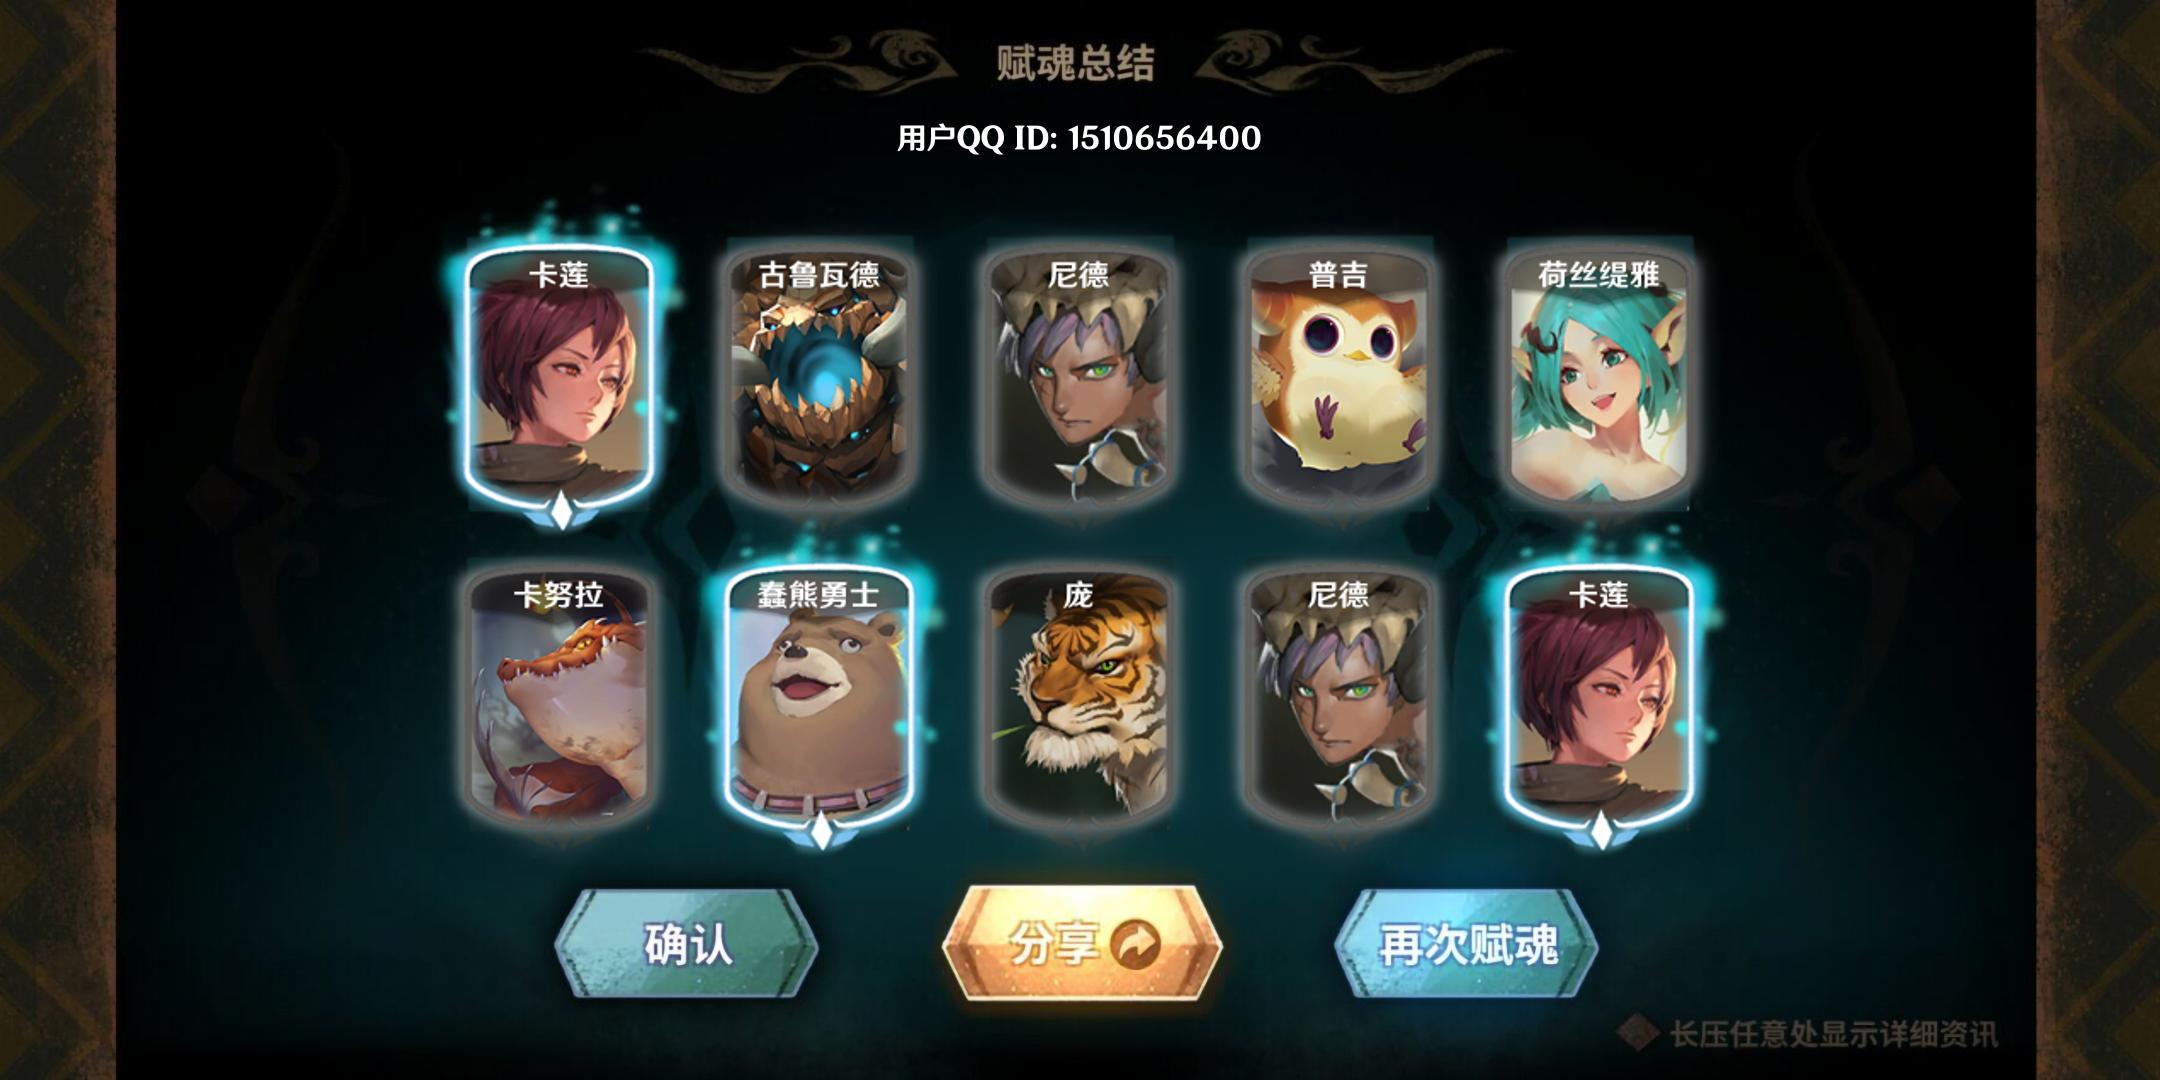 赋魂总结
用户QQ ID: 1510656400
卡莲
古鲁瓦德
尼德
普吉
荷丝缇雅
卡努拉
蠢熊勇士
庞
尼德
卡莲
确认
分享
再次赋魂
长压任意处显示详细资讯